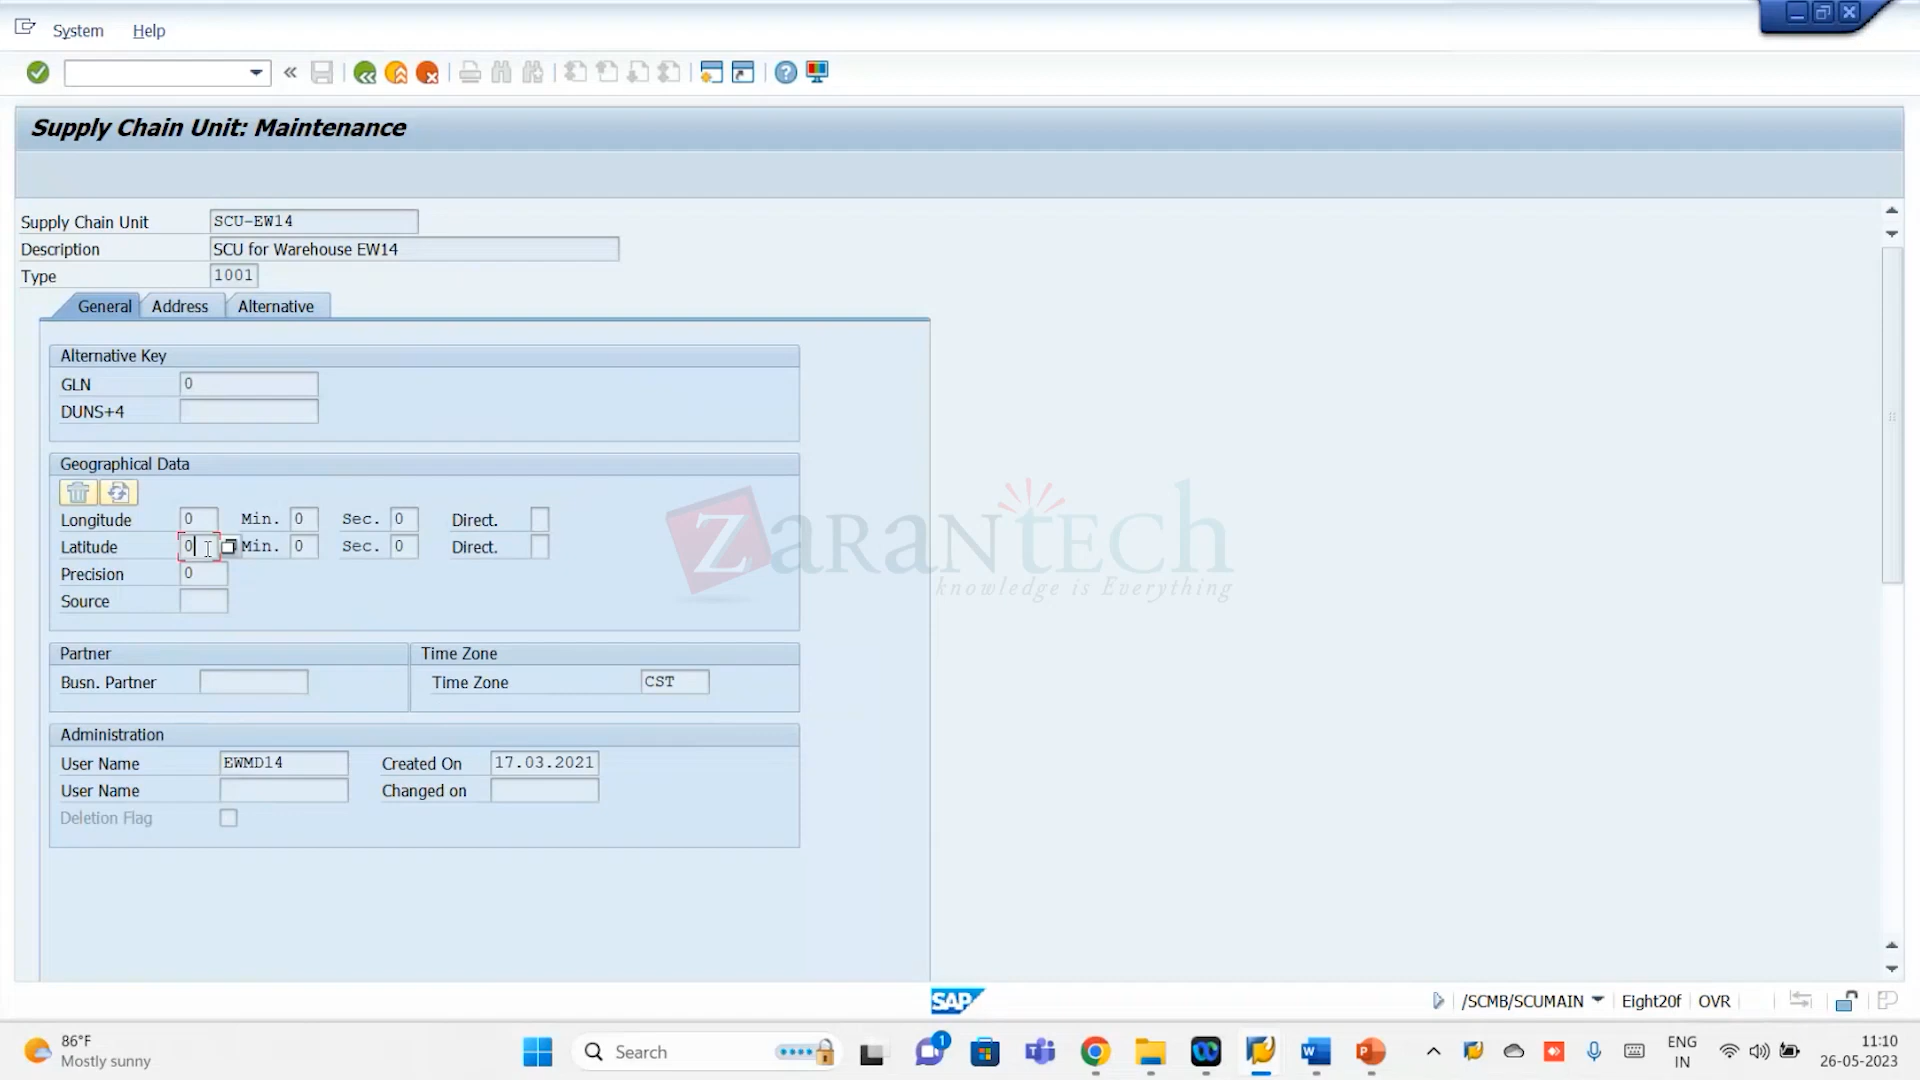 System Help
Supply Chain Unit: Maintenance
Supply Chain Unit SCU-EW14
Description SCU for Warehouse EW14
Type 1001
General Address Alternative
Alternative Key
GLN 0
DUNS+4
Geographical Data
Longitude 0 Min. 0 Sec. 0 Direct.
Latitude 0 Min. 0 Sec. 0 Direct.
Precision 0
Source
ZARANTECH
knowledge is Everything
Partner Time Zone
Busn. Partner Time Zone CST
Administration
User Name EWMD14 Created On 17.03.2021
User Name Changed on
Deletion Flag
SAP /SCMB/SCUMAIN Eight20f OVR
86°F
Mostly sunny
Search
1
ENG
IN
11:10
26-05-2023